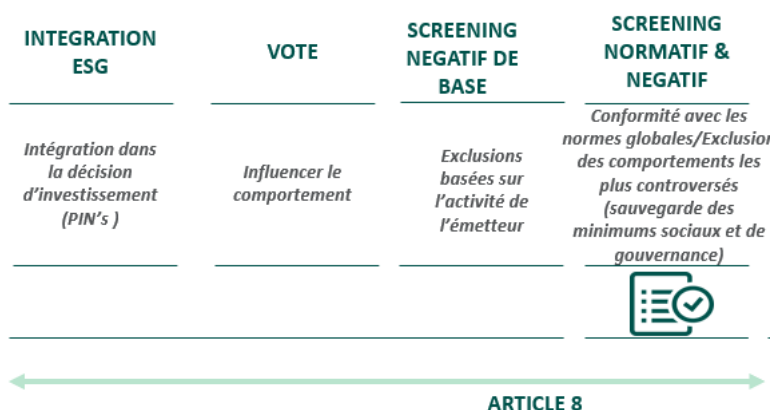 INTEGRATION
ESG
VOTE
SCREENING
NEGATIF DE
BASE
SCREENING
NORMATIF &
NEGATIF
Intégration dans
la décision
d'investissement
(PIN's )
Influencer le
comportement
Exclusions
basées sur
l'activité de
l'émetteur
Conformité avec les
normes globales/Exclusion
des comportements les
plus controversés
(sauvegarde des
minimums sociaux et de
gouvernance)
ARTICLE 8